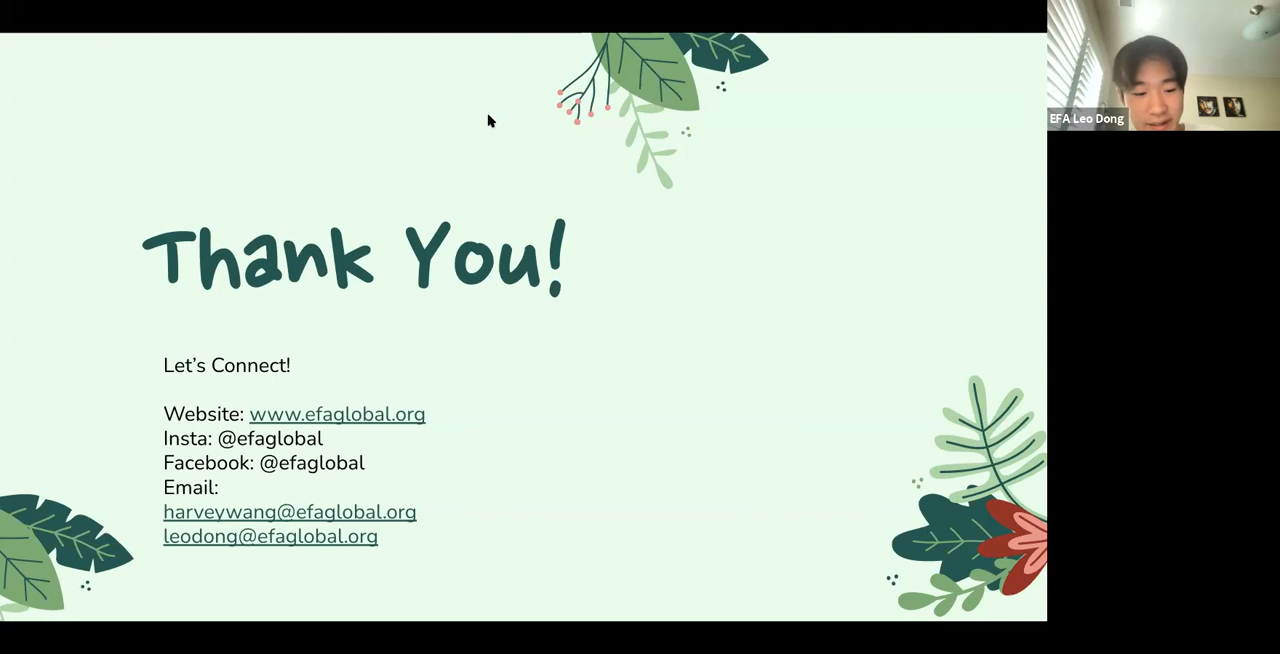 EFA Leo Dong
Thank You!
Let's Connect!
Website: www.efaglobal.org
Insta: @efaglobal
Facebook: @efaglobal
Email:
harveywang@efaglobal.org
leodong@efaglobal.org